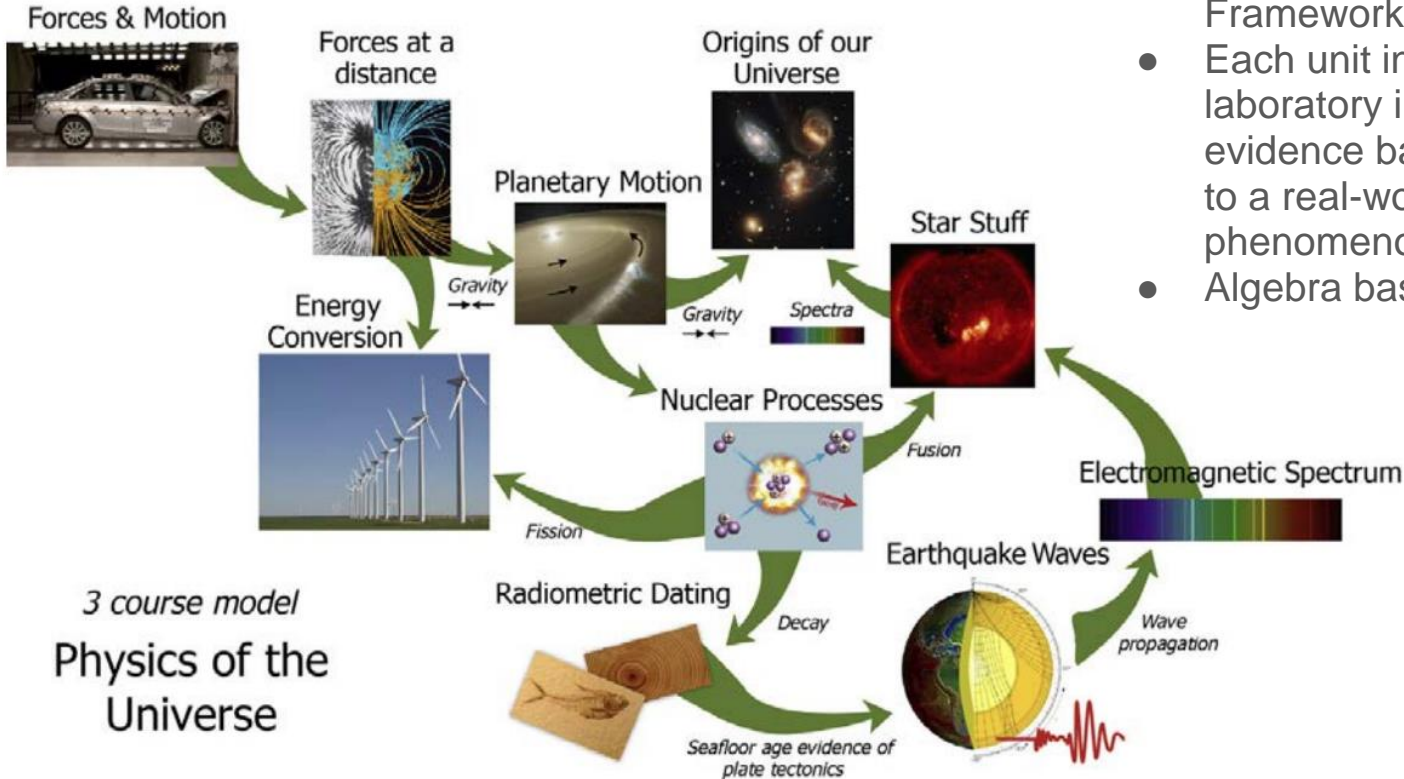 Forces & Motion
Forces at a
distance
Origins of our
Universe
Planetary Motion
Star Stuff
Gravity
Energy
Conversion
Gravity
Spectra
Nuclear Processes
Fusion
Electromagnetic Spectrum
Fission
Earthquake Waves
Radiometric Dating
Decay
Wave
propagation
3 course model
Physics of the
Universe
Seafloor age evidence of
plate tectonics
Framework
● Each unit in
laboratory i
evidence ba
to a real-wo
phenomeno
● Algebra bas